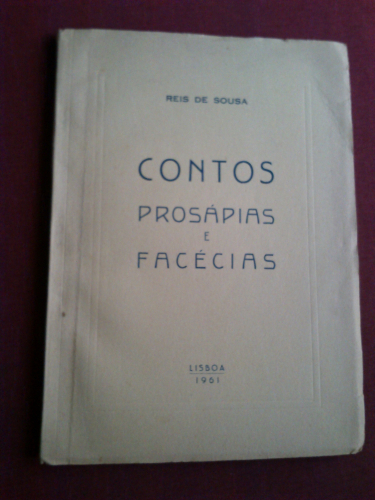 REIS DE SOUSA
CONTOS
PROSÁPIAS
E
FACÉCIAS
LISBOA
1961